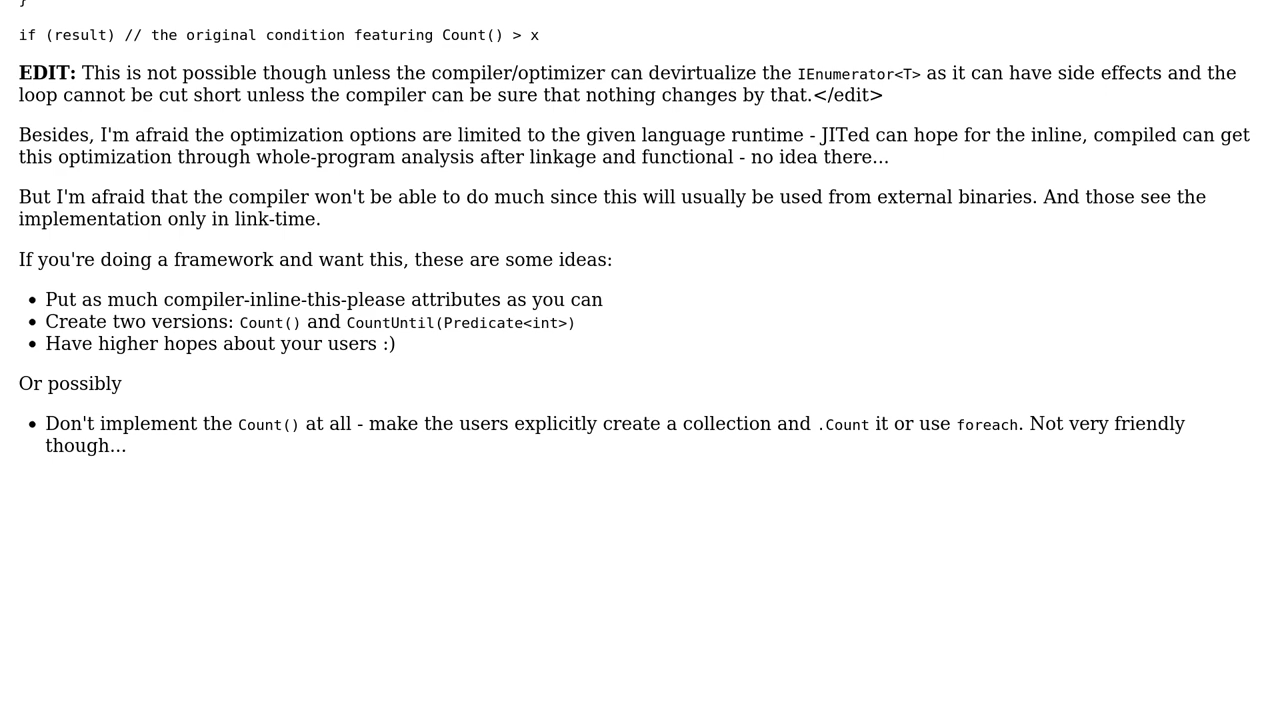 }
if (result) // the original condition featuring Count() > x
EDIT: This is not possible though unless the compiler/optimizer can devirtualize the IEnumerator<T> as it can have side effects and the
loop cannot be cut short unless the compiler can be sure that nothing changes by that.</edit>
Besides, I'm afraid the optimization options are limited to the given language runtime - JITed can hope for the inline, compiled can get
this optimization through whole-program analysis after linkage and functional - no idea there...
But I'm afraid that the compiler won't be able to do much since this will usually be used from external binaries. And those see the
implementation only in link-time.
If you're doing a framework and want this, these are some ideas:
• Put as much compiler-inline-this-please attributes as you can
• Create two versions: Count() and CountUntil(Predicate<int>)
• Have higher hopes about your users :)
Or possibly
• Don't implement the Count() at all - make the users explicitly create a collection and .Count it or use foreach. Not very friendly
though...